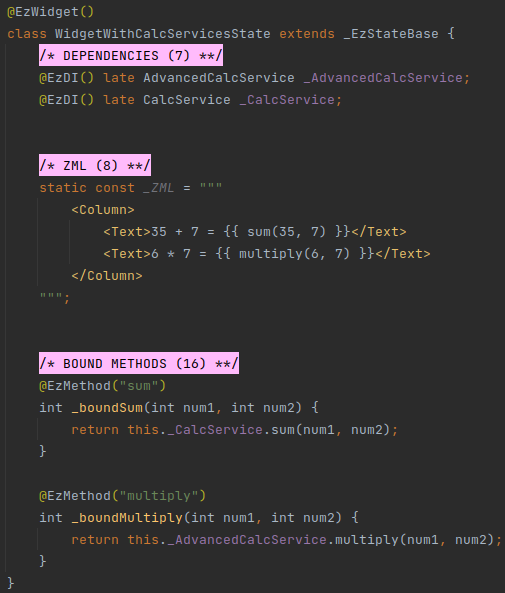 @EzWidget()
class WidgetWithCalcServicesState extends _EzStateBase {
/* DEPENDENCIES (7) **/
@EzDI() late AdvancedCalcService _AdvancedCalcService;
@EzDI() late CalcService _CalcService;
/* ZML (8) **/
static const _ZML = """
<Column>
<Text>35 + 7 = {{ sum(35, 7) }}</Text>
<Text>6 * 7 = {{ multiply(6, 7) }}</Text>
</Column>
""";
/* BOUND METHODS (16) **/
@EzMethod("sum")
int _boundSum(int num1, int num2) {
return this._CalcService.sum(num1, num2);
}
@EzMethod("multiply")
int _boundMultiply(int num1, int num2) {
return this._AdvancedCalcService.multiply(num1, num2);
}
}